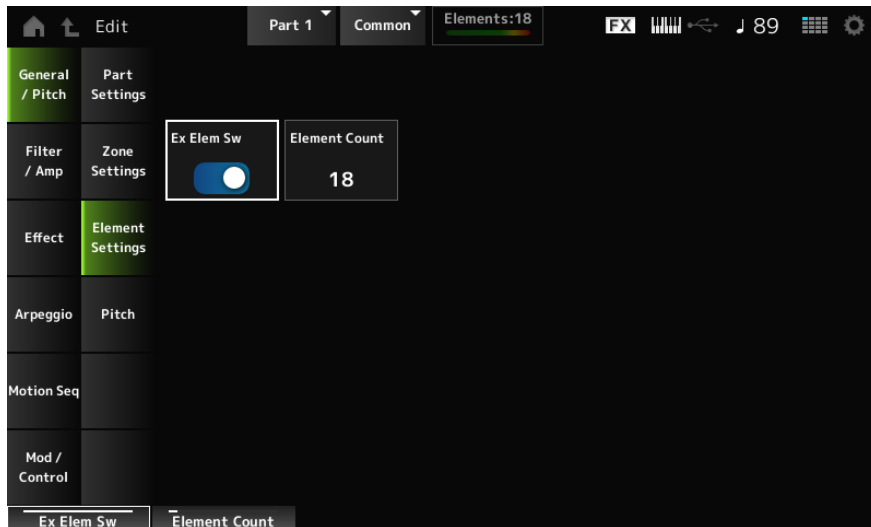 Edit
Part 1
Common
Elements:18
FX
♩ 89
General
/ Pitch
Part
Settings
Filter
/ Amp
Zone
Settings
Ex Elem Sw
Element Count
18
Effect
Element
Settings
Arpeggio
Pitch
Motion Seq
Mod /
Control
Ex Elem Sw
Element Count